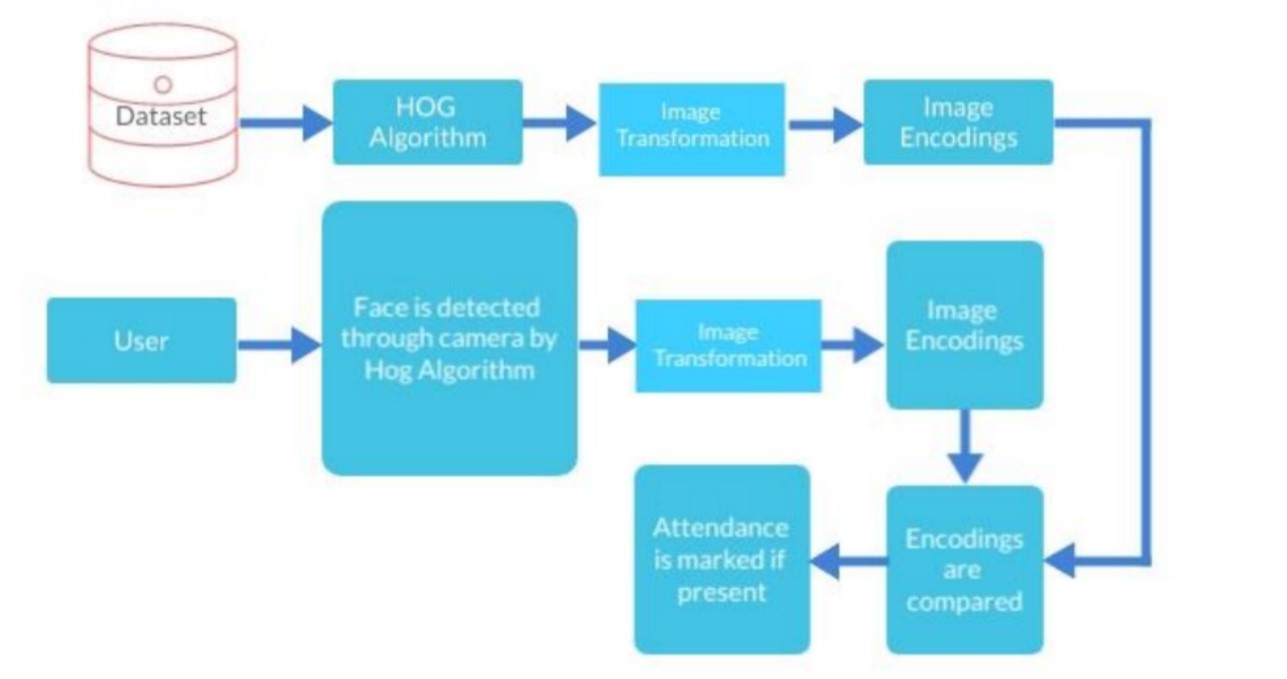 Dataset
HOG
Algorithm
Image
Transformation
Image
Encodings
User
Face is detected
through camera by
Hog Algorithm
Image
Transformation
Image
Encodings
Attendance
is marked if
present
Encodings
are
compared